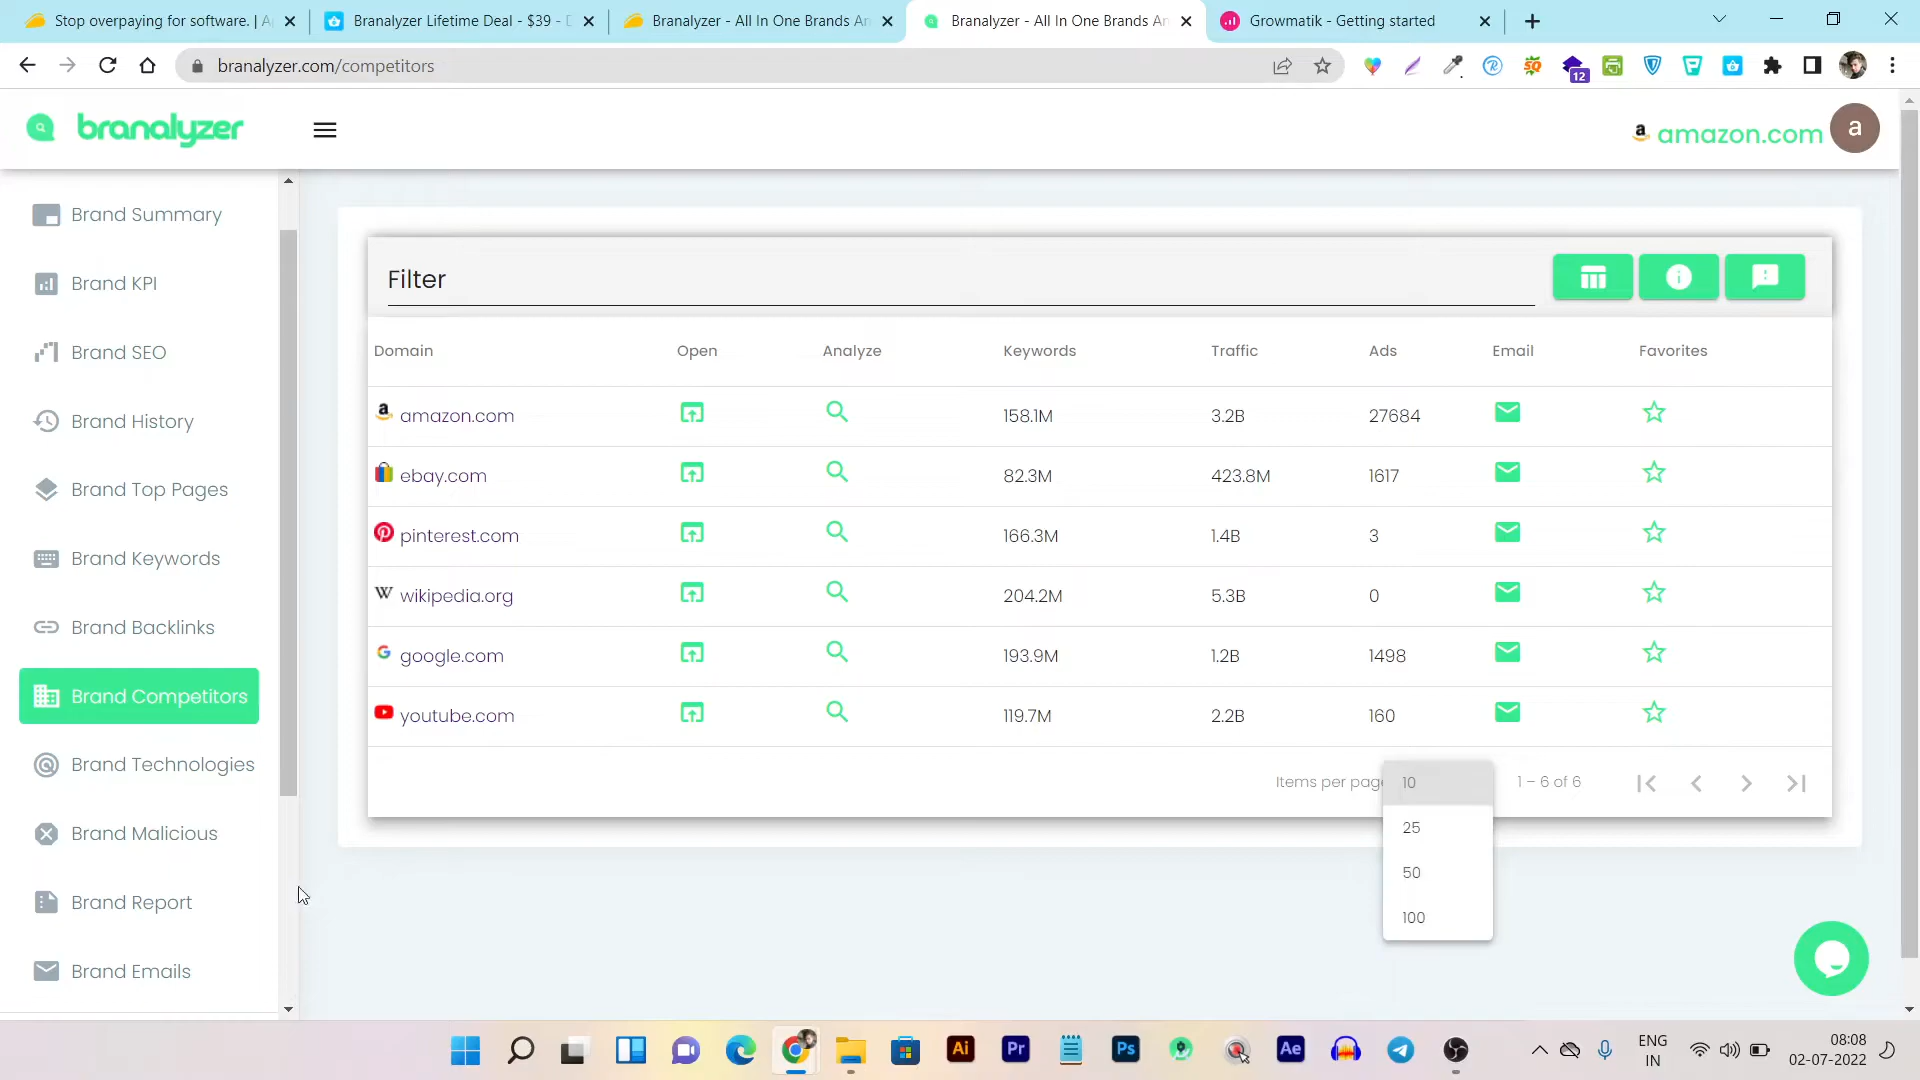 Stop overpaying for software. | A
Branalyzer Lifetime Deal - $39 - D
Branalyzer - All In One Brands An
Branalyzer - All In One Brands An
Growmatik - Getting started
branalyzer.com/competitors
12
branalyzer
a amazon.com
a
Brand Summary
Brand KPI
Brand SEO
Brand History
Brand Top Pages
Brand Keywords
Brand Backlinks
Brand Competitors
Brand Technologies
Brand Malicious
Brand Report
Brand Emails
Filter
Domain Open Analyze Keywords Traffic Ads Email Favorites
amazon.com 158.1M 3.2B 27684
ebay.com 82.3M 423.8M 1617
pinterest.com 166.3M 1.4B 3
wikipedia.org 204.2M 5.3B 0
google.com 193.9M 1.2B 1498
youtube.com 119.7M 2.2B 160
Items per page 10 1 – 6 of 6
25
50
100
Ai Pr Ps Ae
ENG
IN
08:08
02-07-2022